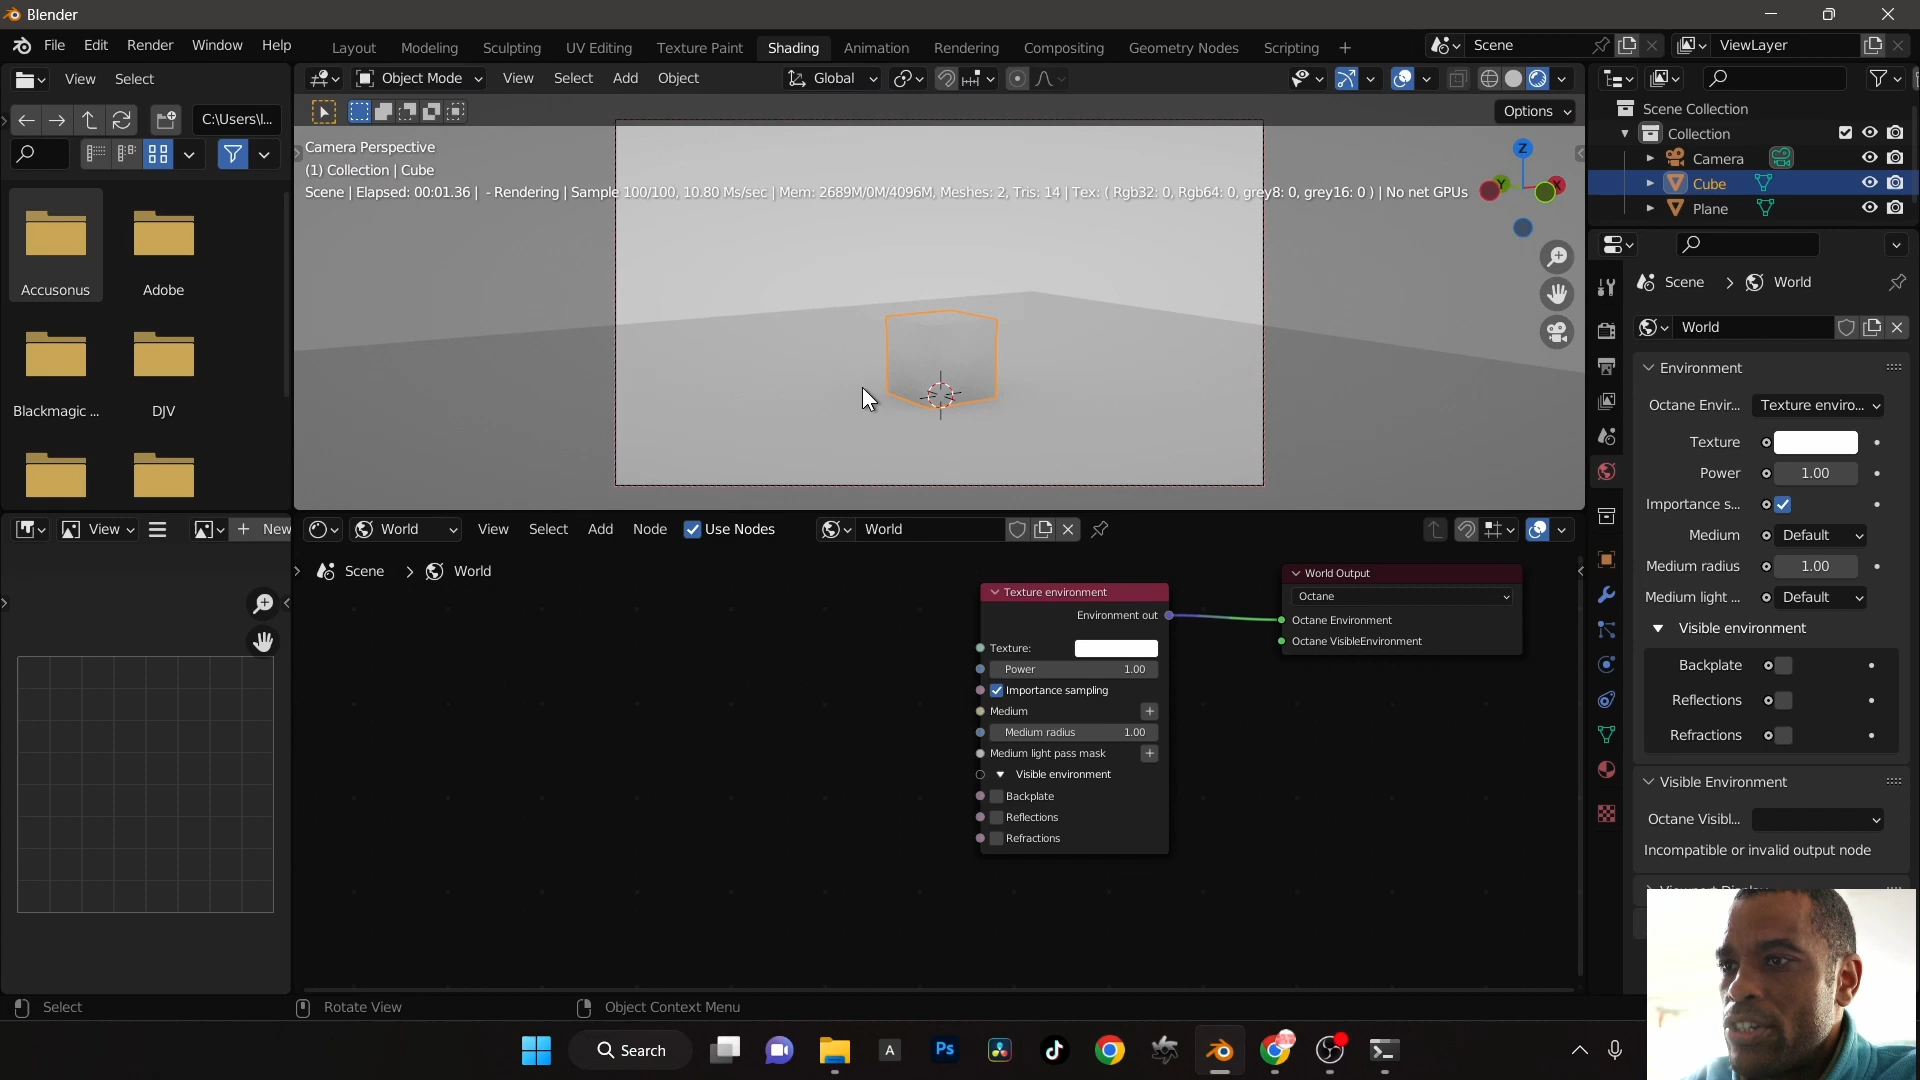 Blender
File Edit Render Window Help
Layout Modeling Sculpting UV Editing Texture Paint Shading Animation Rendering Compositing Geometry Nodes Scripting +
Scene
ViewLayer
View Select
Object Mode View Select Add Object
Global
Options
C:\Users\l...
Accusonus
Adobe
Blackmagic ...
DJV
Camera Perspective
(1) Collection | Cube
Scene | Elapsed: 00:01.36 | - Rendering | Sample 100/100, 10.80 Ms/sec | Mem: 2689M/0M/4096M, Meshes: 2, Tris: 14 | Tex: ( Rgb32: 0, Rgb64: 0, grey8: 0, grey16: 0 ) | No net GPUs
Z
Y
X
Scene Collection
Collection
Camera
Cube
Plane
Scene > World
World
Environment
Octane Envir... Texture enviro...
Texture
Power 1.00
Importance s...
Medium Default
Medium radius 1.00
Medium light ... Default
Visible environment
Backplate
Reflections
Refractions
Visible Environment
Octane Visibl...
Incompatible or invalid output node
View
+ New
World View Select Add Node Use Nodes
World
Scene > World
Texture environment
Environment out
Texture:
Power 1.00
Importance sampling
Medium +
Medium radius 1.00
Medium light pass mask +
Visible environment
Backplate
Reflections
Refractions
World Output
Octane
Octane Environment
Octane VisibleEnvironment
Select
Rotate View
Object Context Menu
Search
A
Ps